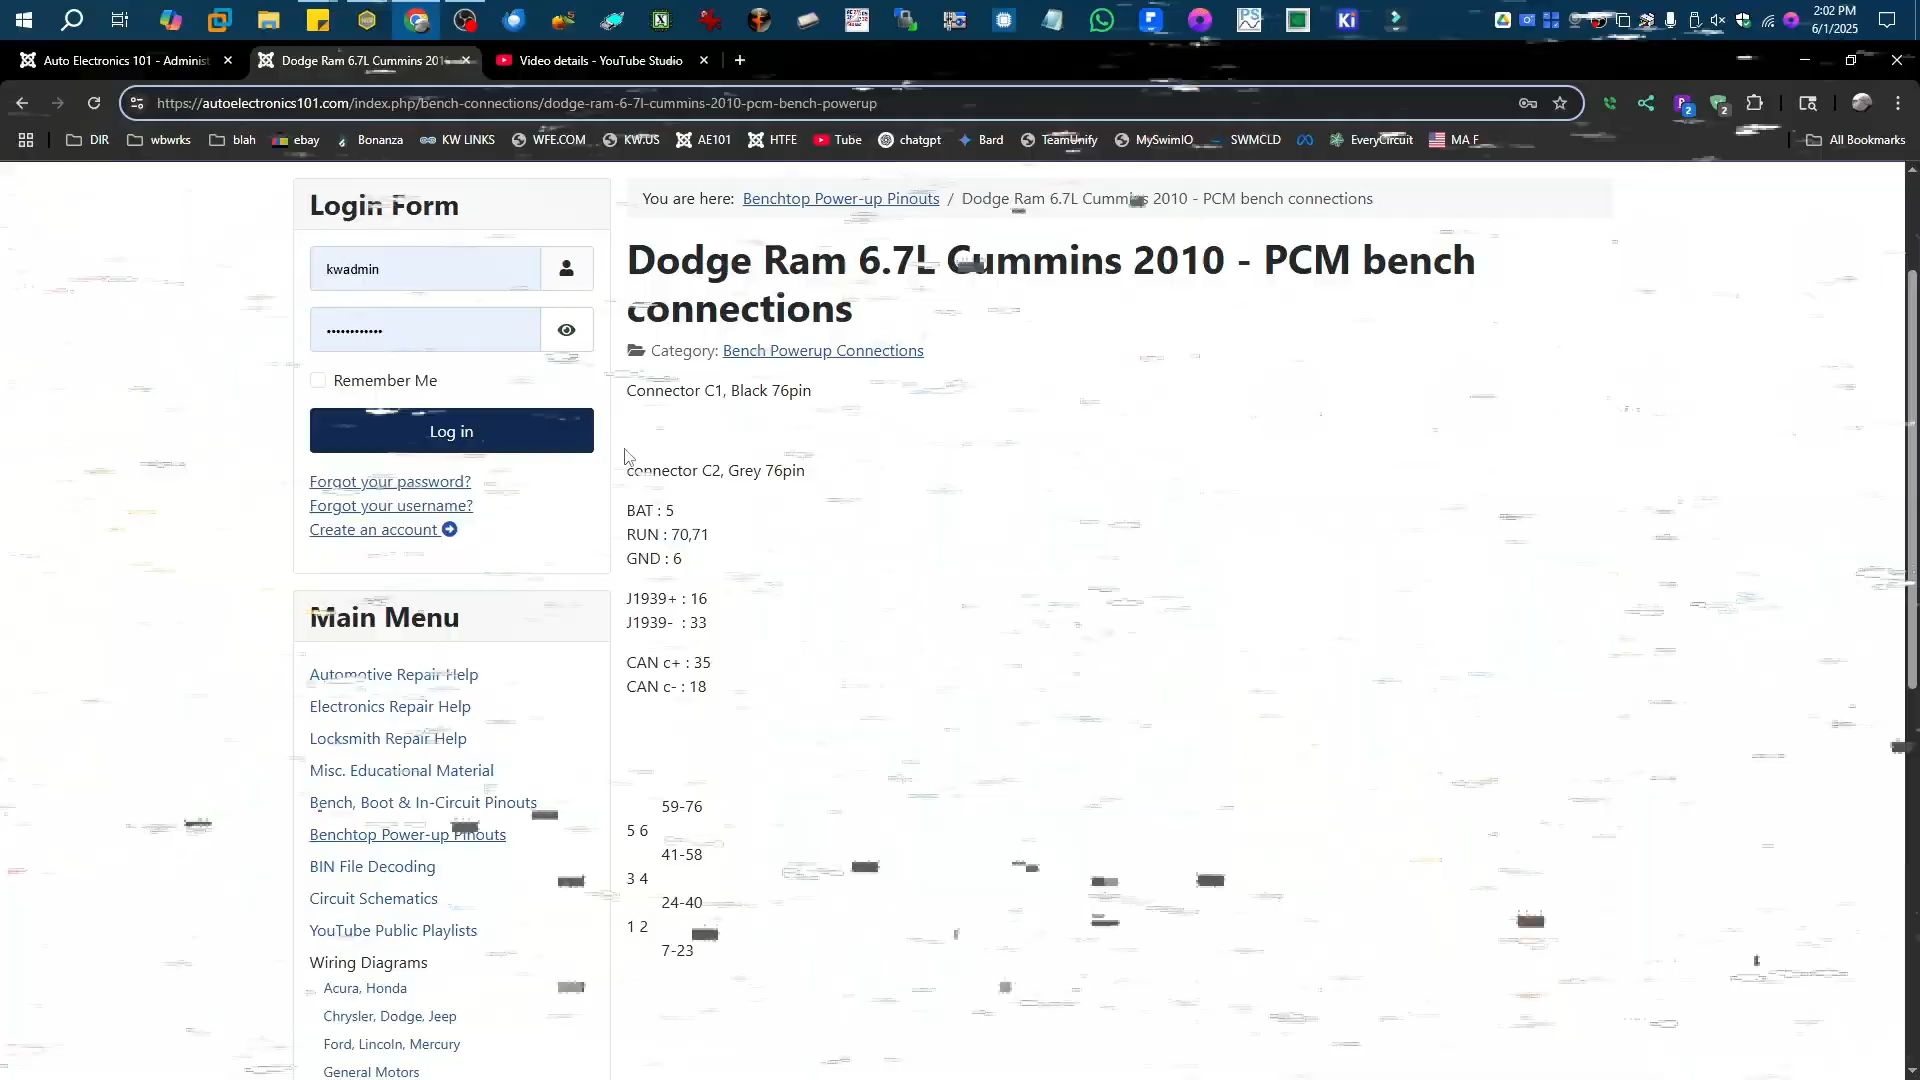 2:02 PM
6/1/2025
Auto Electronics 101 - Administ
Dodge Ram 6.7L Cummins 201
Video details - YouTube Studio
https://autoelectronics101.com/index.php/bench-connections/dodge-ram-6-7l-cummins-2010-pcm-bench-powerup
DIR
wbwrks
blah
ebay
Bonanza
KW LINKS
WFE.COM
KW.US
AE101
HTFE
Tube
chatgpt
Bard
TeamUnify
MySwimIO
SWMCLD
EveryCircuit
MA F
All Bookmarks
Login Form
kwadmin
••••••••••••
Remember Me
Log in
Forgot your password?
Forgot your username?
Create an account
Main Menu
Automotive Repair Help
Electronics Repair Help
Locksmith Repair Help
Misc. Educational Material
Bench, Boot & In-Circuit Pinouts
Benchtop Power-up Pinouts
BIN File Decoding
Circuit Schematics
YouTube Public Playlists
Wiring Diagrams
Acura, Honda
Chrysler, Dodge, Jeep
Ford, Lincoln, Mercury
General Motors
You are here: Benchtop Power-up Pinouts / Dodge Ram 6.7L Cummins 2010 - PCM bench connections
Dodge Ram 6.7L Cummins 2010 - PCM bench
connections
Category: Bench Powerup Connections
Connector C1, Black 76pin
connector C2, Grey 76pin
BAT : 5
RUN : 70,71
GND : 6
J1939+ : 16
J1939- : 33
CAN c+ : 35
CAN c- : 18
59-76
5 6
41-58
3 4
24-40
1 2
7-23